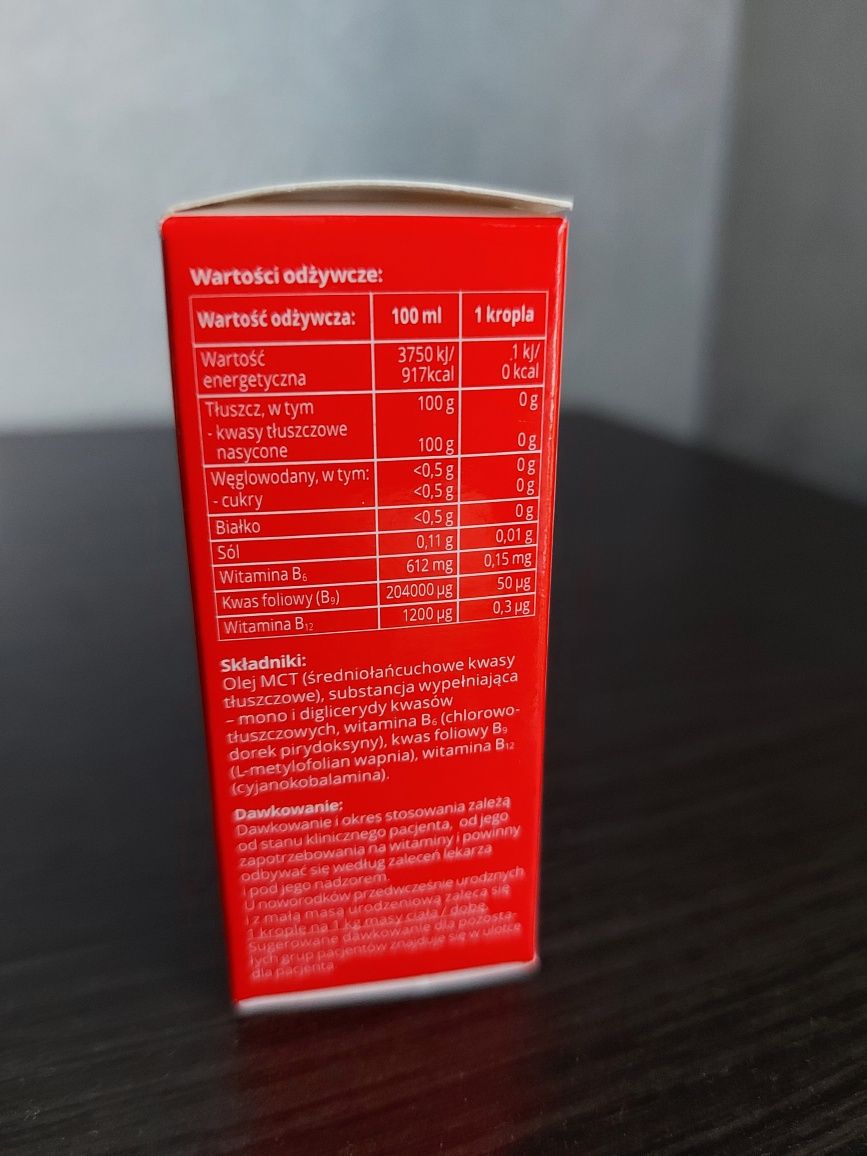 Wartości odżywcze:
Wartość odżywcza: 100 ml 1 kropla
Wartość energetyczna 3750 kJ/ 917kcal .1 kJ/ 0 kcal
Tłuszcz, w tym 100 g 0 g
- kwasy tłuszczowe nasycone 100 g 0 g
Węglowodany, w tym: <0,5 g 0 g
- cukry <0,5 g 0 g
Białko <0,5 g 0 g
Sól 0,11 g 0,01 g
Witamina B₆ 612 mg 0,15 mg
Kwas foliowy (B₉) 204000 µg 50 µg
Witamina B₁₂ 1200 µg 0,3 µg
Składniki:
Olej MCT (średniołańcuchowe kwasy
tłuszczowe), substancja wypełniająca
– mono i diglicerydy kwasów
tłuszczowych, witamina B₆ (chlorowo-
dorek pirydoksyny), kwas foliowy B₉
(L-metylofolian wapnia), witamina B₁₂
(cyjanokobalamina).
Dawkowanie:
Dawkowanie i okres stosowania zależą
od stanu klinicznego pacjenta, od jego
zapotrzebowania na witaminy i powinny
odbywać się według zaleceń lekarza
i pod jego nadzorem.
U noworodków przedwcześnie urodznych
i z małą masą urodzeniową zaleca się
1 kroplę na 1 kg masy ciała / dobę.
Sugerowane dawkowanie dla pozosta-
łych grup pacjentów znajduje się w ulotce
dla pacjenta